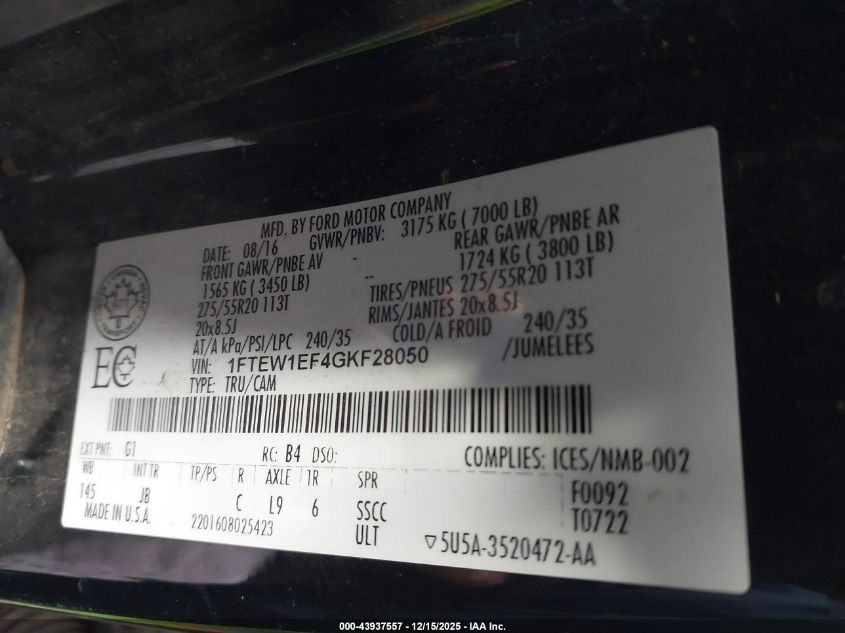 MFD. BY FORD MOTOR COMPANY
DATE: 08/16 GVWR/PNBV: 3175 KG ( 7000 LB)
FRONT GAWR/PNBE AV REAR GAWR/PNBE AR
1565 KG ( 3450 LB) -- 1724 KG ( 3800 LB)
275/55R20 113T TIRES/PNEUS 275/55R20 113T
20x8.5J RIMS/JANTES 20x8.5J
AT/A kPa/PSI/LPC 240/35 COLD/A FROID 240/35
VIN: 1FTEW1EF4GKF28050 /JUMELEES
TYPE: TRU/CAM
EC
EXT PNT: G1 RC: B4 DSO: COMPLIES: ICES/NMB-002
WB INT TR TP/PS R AXLE TR SPR
145 JB C L9 6 SSCC F0092
MADE IN U.S.A. ULT T0722
2201608025423
5U5A-3520472-AA
000-43937557 - 12/15/2025 - IAA Inc.